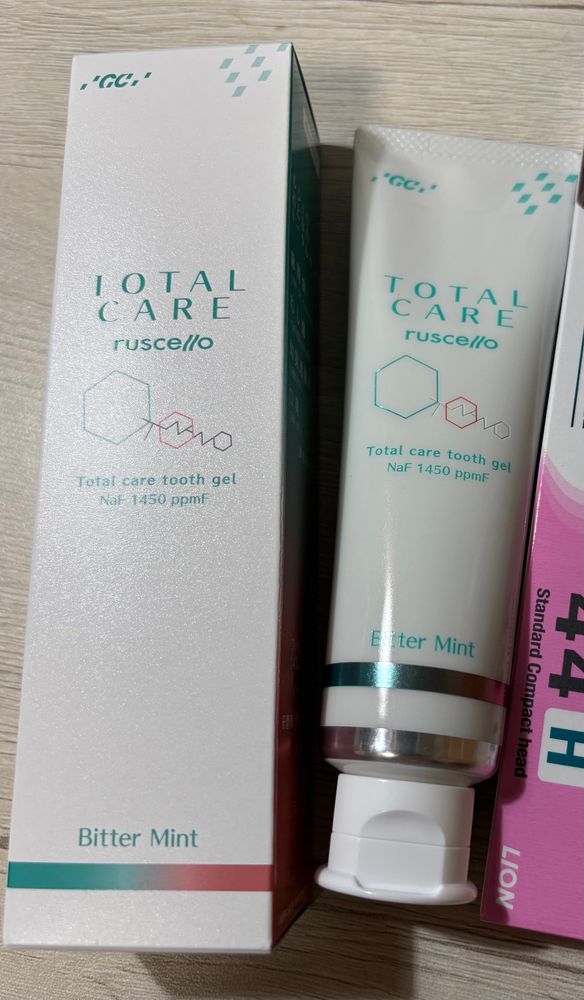 GC
TOTAL
CARE
ruscello
Total care tooth gel
NaF 1450 ppmF
Bitter Mint
GC
TOTAL
CARE
ruscello
Total care tooth gel
NaF 1450 ppmF
Bitter Mint
44H
Standard Compact head
LION